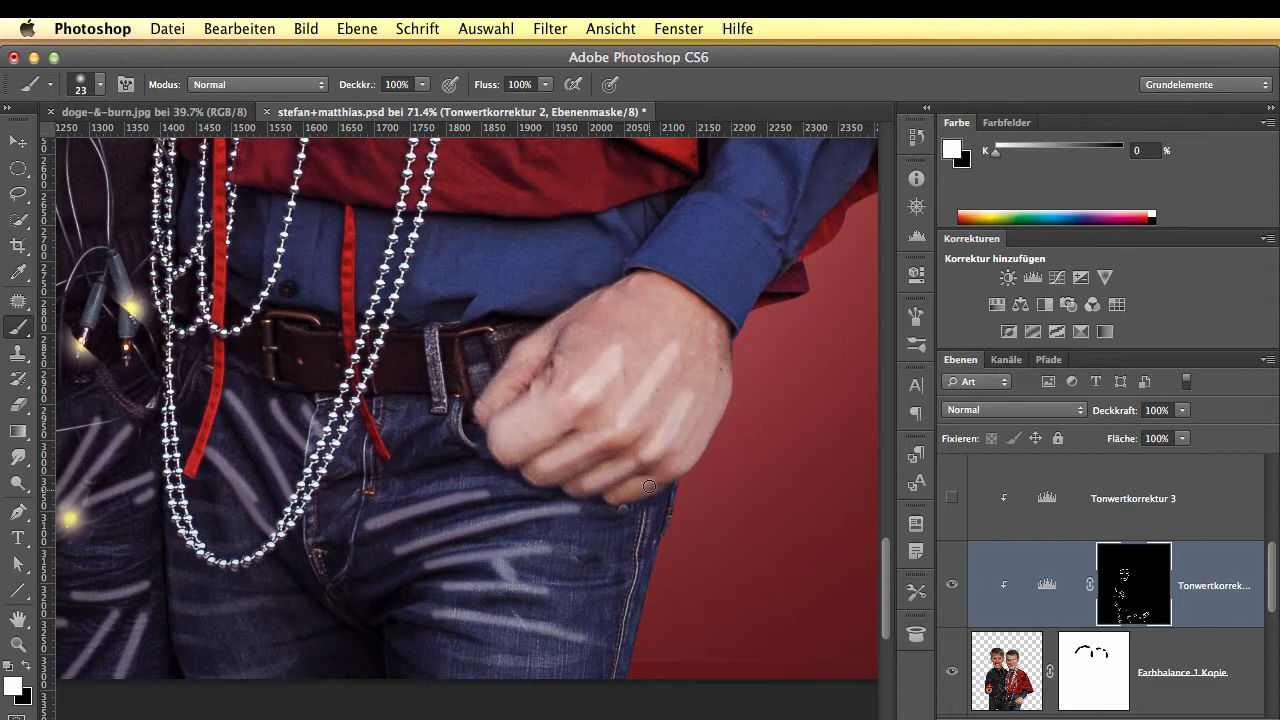 Photoshop Datei Bearbeiten Bild Ebene Schrift Auswahl Filter Ansicht Fenster Hilfe
Adobe Photoshop CS6
23 Modus: Normal Deckkr.: 100% Fluss: 100% Grundelemente
× doge-&-burn.jpg bei 39.7% (RGB/8) × stefan+matthias.psd bei 71.4% (Tonwertkorrektur 2, Ebenenmaske/8) *
1250 1300 1350 1400 1450 1500 1550 1600 1650 1700 1750 1800 1850 1900 1950 2000 2050 2100 2150 2200 2250 2300 2350
Farbe Farbfelder
K 0 %
Korrekturen
Korrektur hinzufügen
Ebenen Kanäle Pfade
Art
Normal Deckkraft: 100%
Fixieren: Fläche: 100%
Tonwertkorrektur 3
Tonwertkorrek...
Farbbalance 1 Kopie